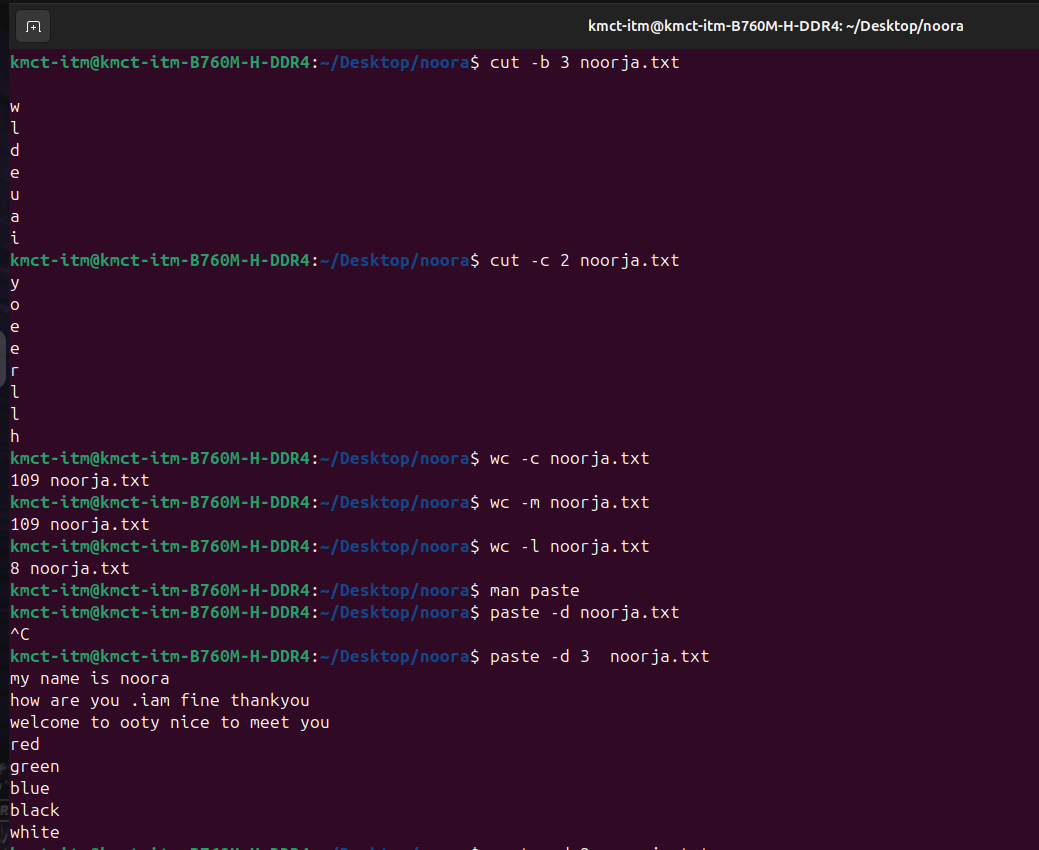 kmct-itm@kmct-itm-B760M-H-DDR4: ~/Desktop/noora
kmct-itm@kmct-itm-B760M-H-DDR4:~/Desktop/noora$ cut -b 3 noorja.txt
w
l
d
e
u
a
i
kmct-itm@kmct-itm-B760M-H-DDR4:~/Desktop/noora$ cut -c 2 noorja.txt
y
o
e
e
r
l
l
h
kmct-itm@kmct-itm-B760M-H-DDR4:~/Desktop/noora$ wc -c noorja.txt
109 noorja.txt
kmct-itm@kmct-itm-B760M-H-DDR4:~/Desktop/noora$ wc -m noorja.txt
109 noorja.txt
kmct-itm@kmct-itm-B760M-H-DDR4:~/Desktop/noora$ wc -l noorja.txt
8 noorja.txt
kmct-itm@kmct-itm-B760M-H-DDR4:~/Desktop/noora$ man paste
kmct-itm@kmct-itm-B760M-H-DDR4:~/Desktop/noora$ paste -d noorja.txt
^C
kmct-itm@kmct-itm-B760M-H-DDR4:~/Desktop/noora$ paste -d 3  noorja.txt
my name is noora
how are you .iam fine thankyou
welcome to ooty nice to meet you
red
green
blue
black
white